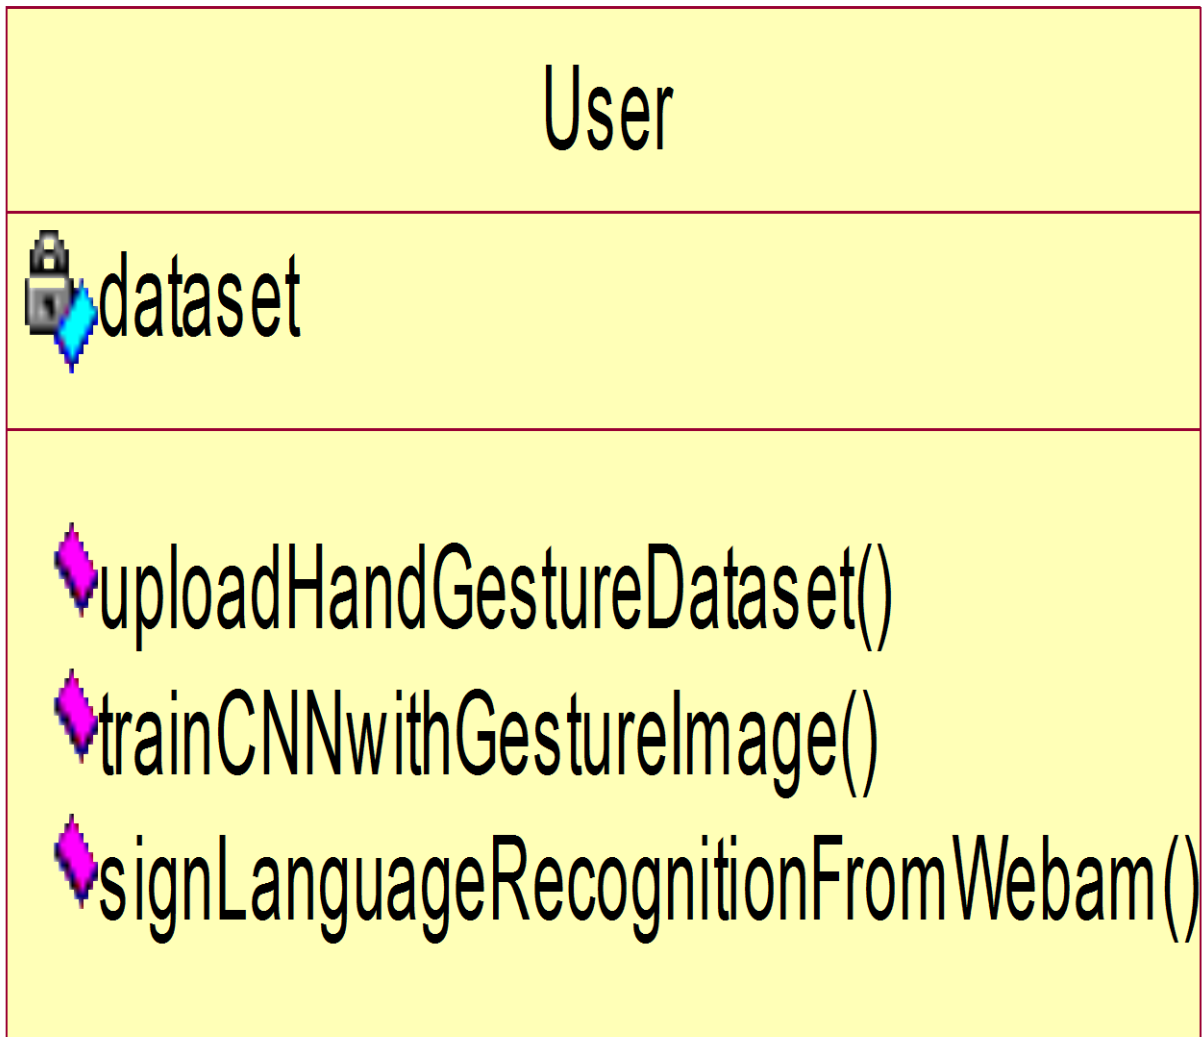 User
dataset
uploadHandGestureDataset()
trainCNNwithGestureImage()
signLanguageRecognitionFromWebam()